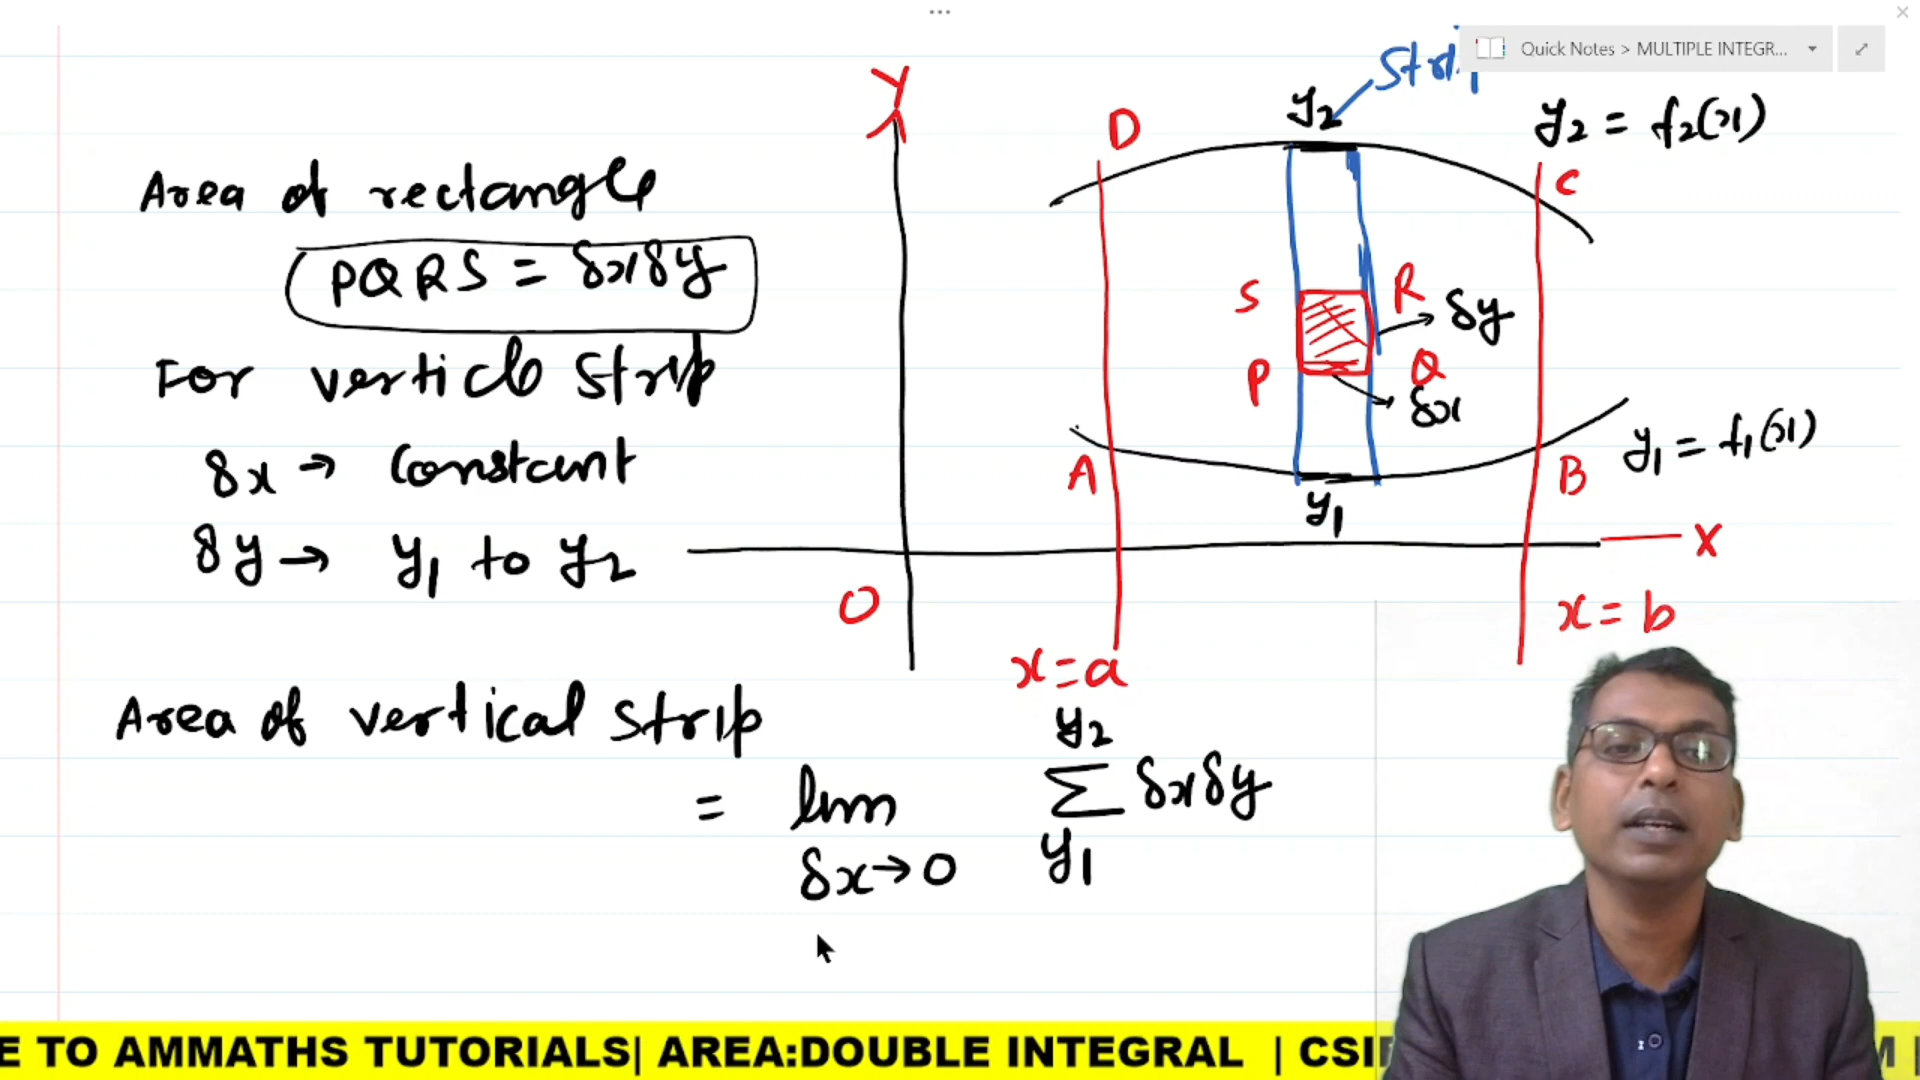 Quick Notes > MULTIPLE INTEGR...
Strip
Y
D
y2
y2 = f2(x)
C
Area of rectangle
PQRS = δxδy
S
R
δy
For verticle strip
P
Q
δx
y1 = f1(x)
δx → Constant
A
B
y1
δy → y1 to y2
X
O
x = b
x = a
Area of vertical strip
y2
= lim Σ δxδy
δx → 0 y1
E TO AMMATHS TUTORIALS| AREA:DOUBLE INTEGRAL | CSI